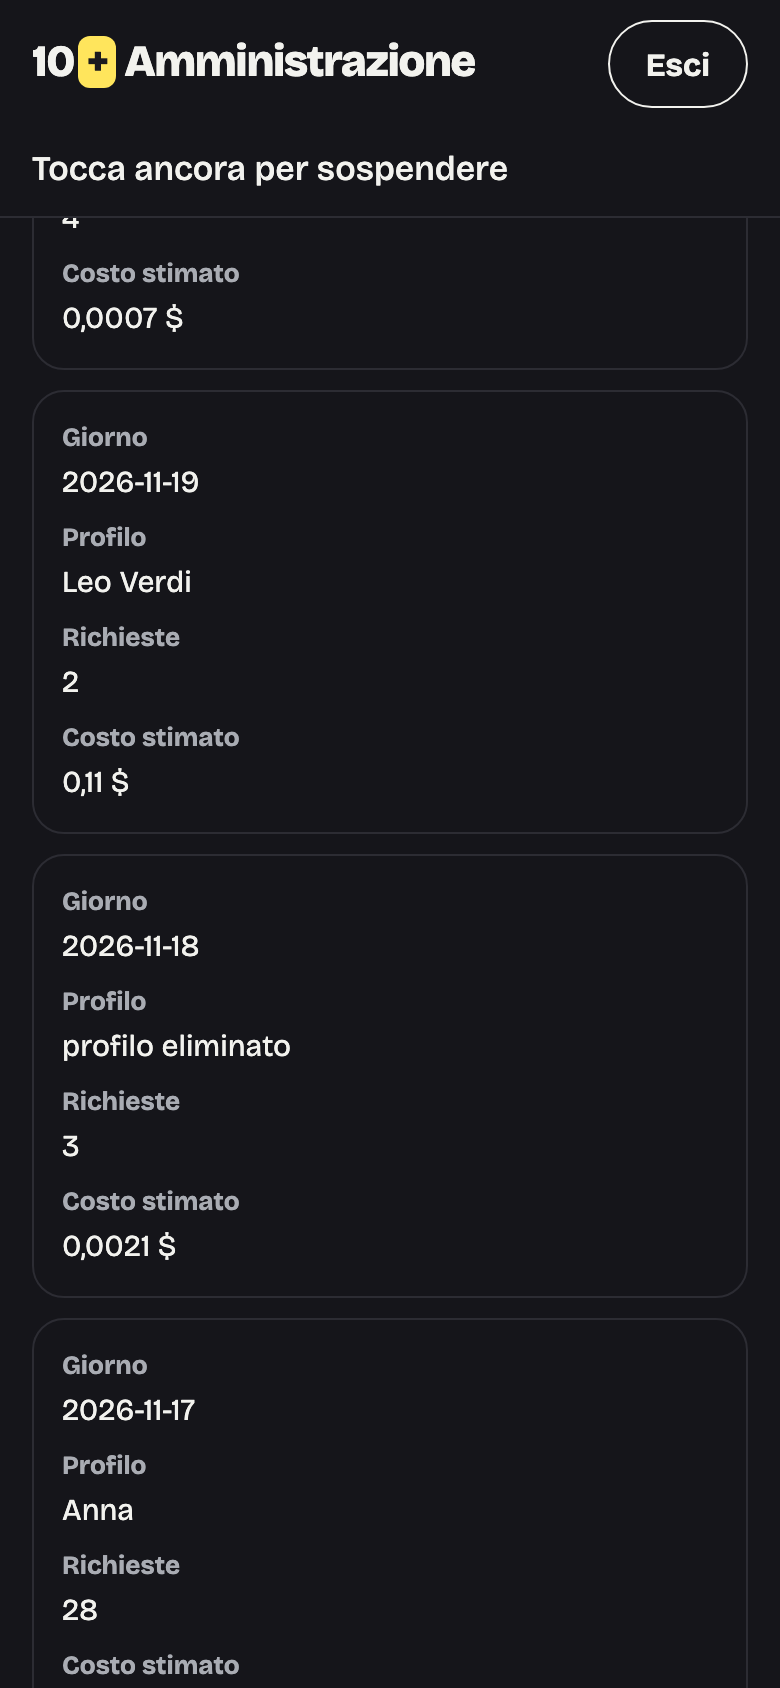 10+ Amministrazione
Esci
Tocca ancora per sospendere
4
Costo stimato
0,0007 $
Giorno
2026-11-19
Profilo
Leo Verdi
Richieste
2
Costo stimato
0,11 $
Giorno
2026-11-18
Profilo
profilo eliminato
Richieste
3
Costo stimato
0,0021 $
Giorno
2026-11-17
Profilo
Anna
Richieste
28
Costo stimato